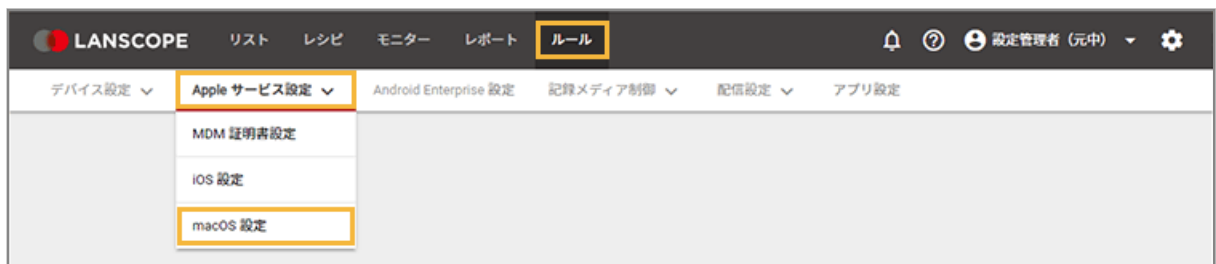 LANSCOPE リスト レシピ モニター レポート ルール 設定管理者（元中）
デバイス設定 Apple サービス設定 Android Enterprise 設定 記録メディア制御 配信設定 アプリ設定
MDM 証明書設定
iOS 設定
macOS 設定